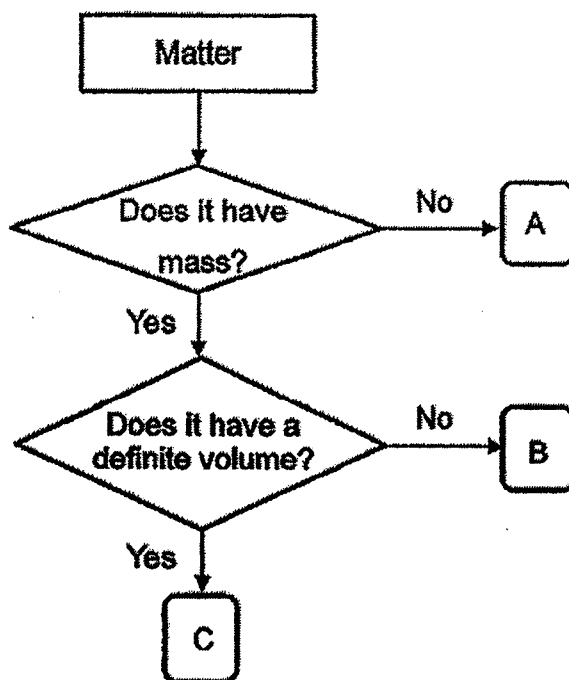 Matter
Does it have
mass?
No
A
Yes
Does it have a
definite volume?
No
B
Yes
C